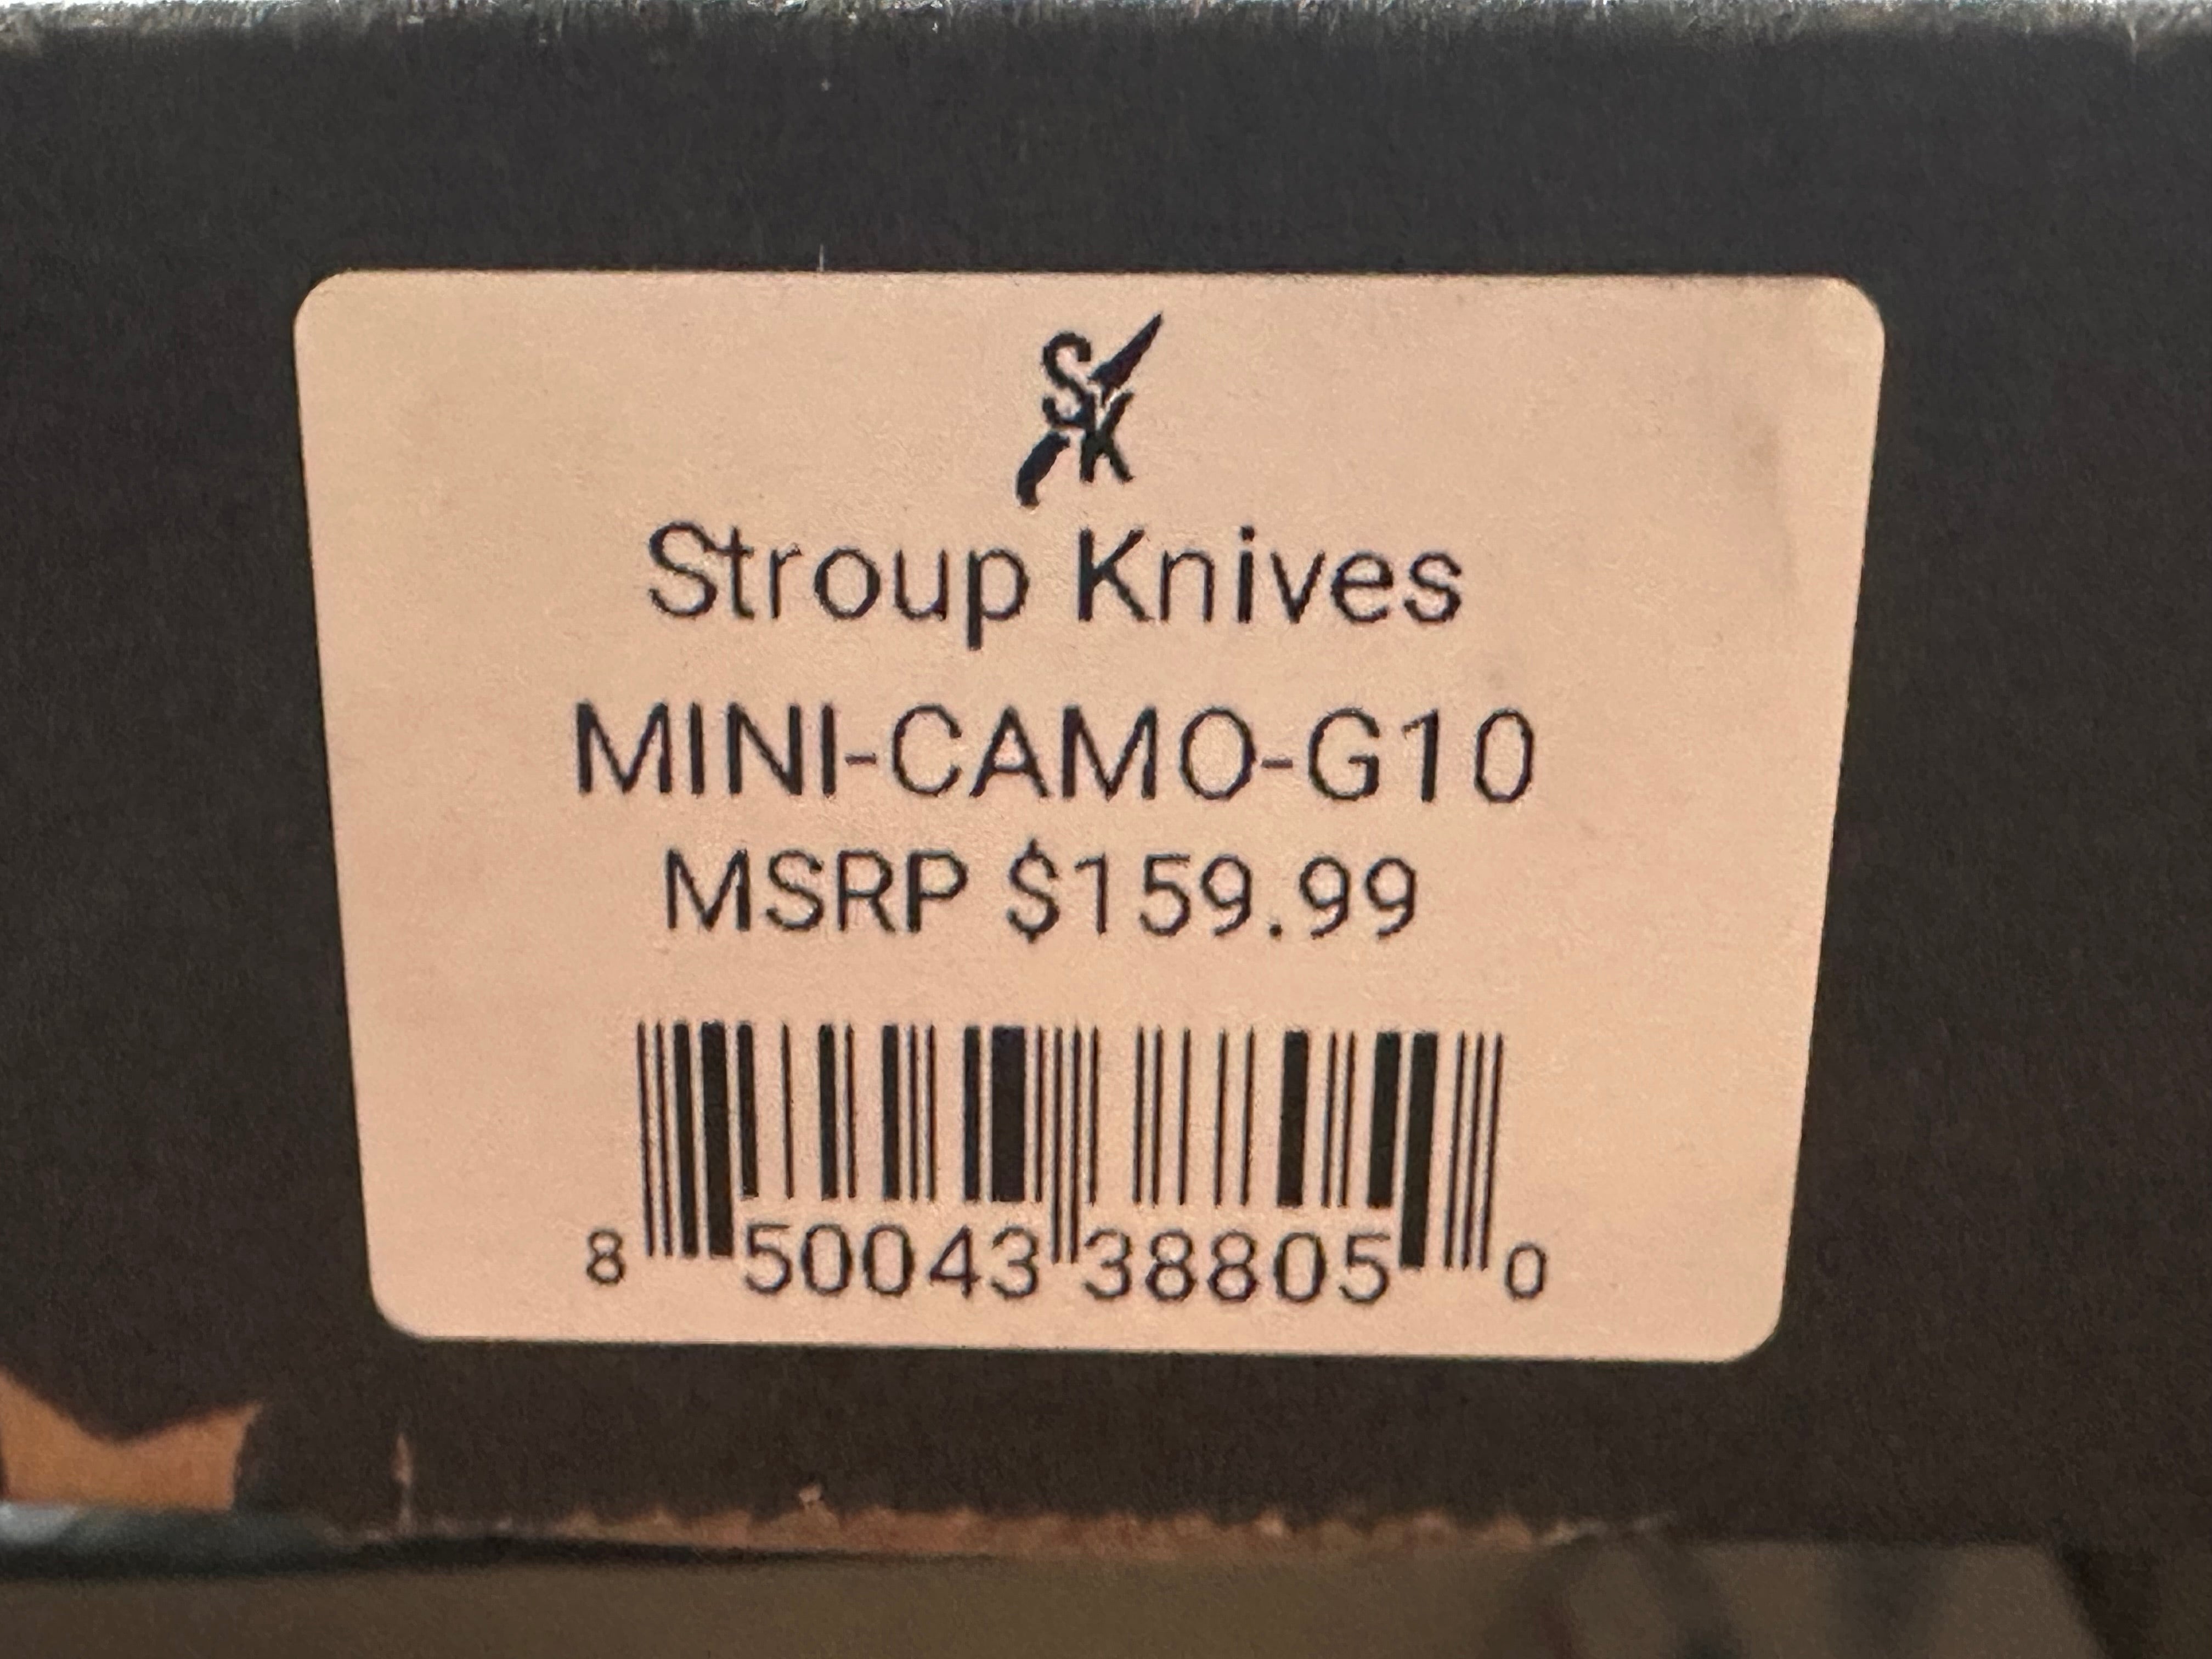 SK
Stroup Knives
MINI-CAMO-G10
MSRP $159.99
8 50043 38805 0